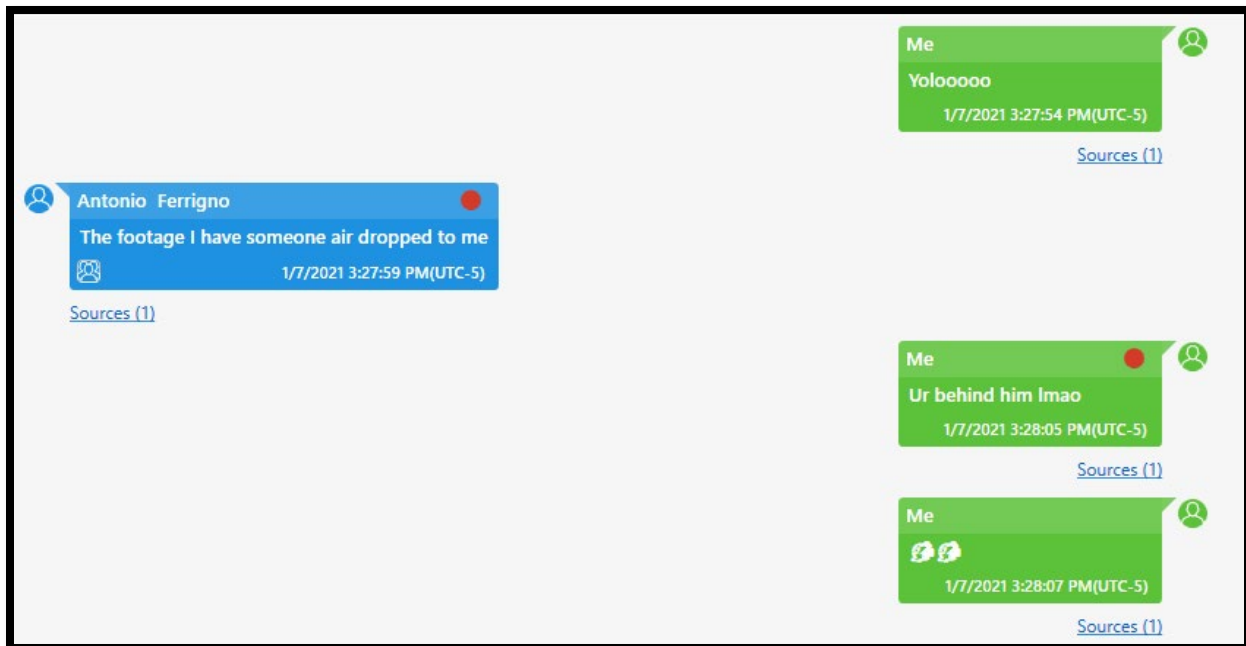 Me
Yolooooo
1/7/2021 3:27:54 PM(UTC-5)
Sources (1)
Antonio Ferrigno
The footage I have someone air dropped to me
1/7/2021 3:27:59 PM(UTC-5)
Sources (1)
Me
Ur behind him lmao
1/7/2021 3:28:05 PM(UTC-5)
Sources (1)
Me
1/7/2021 3:28:07 PM(UTC-5)
Sources (1)